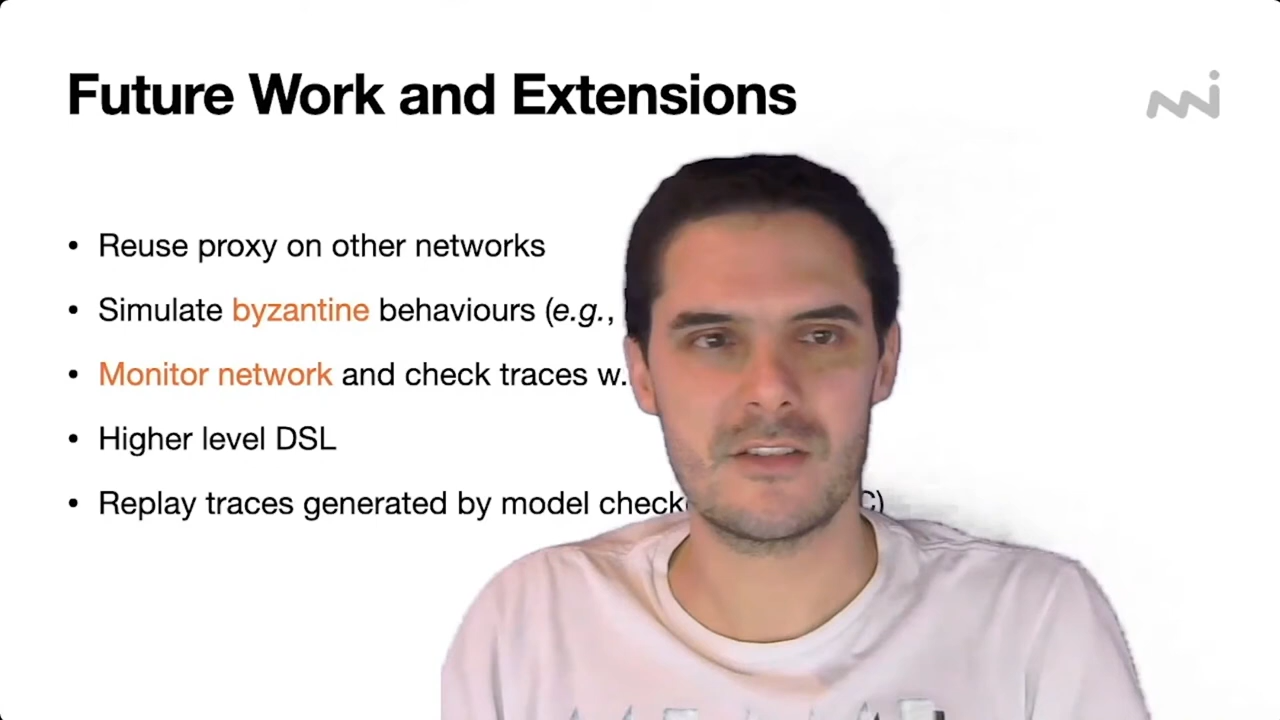 Future Work and Extensions
• Reuse proxy on other networks
• Simulate byzantine behaviours (e.g.,
• Monitor network and check traces w.
• Higher level DSL
• Replay traces generated by model C)